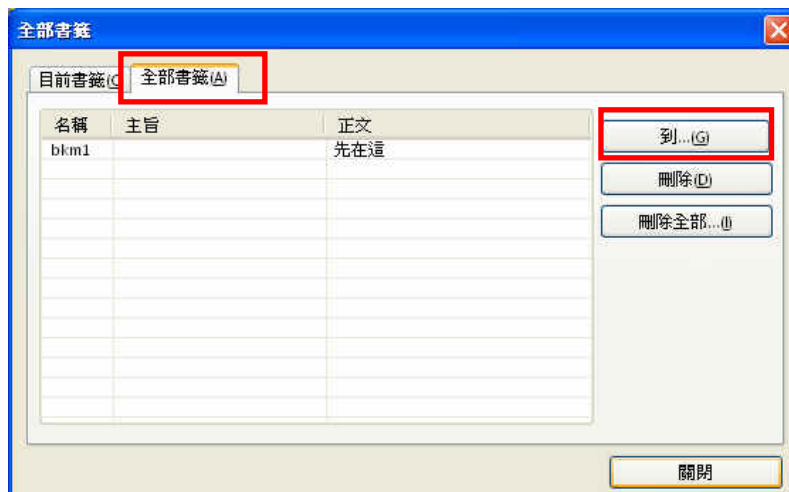 全部書籤
目前書籤(C
全部書籤(A)
名稱 主旨 正文
bkm1 先在這
到...(G)
刪除(D)
刪除全部...(I)
關閉